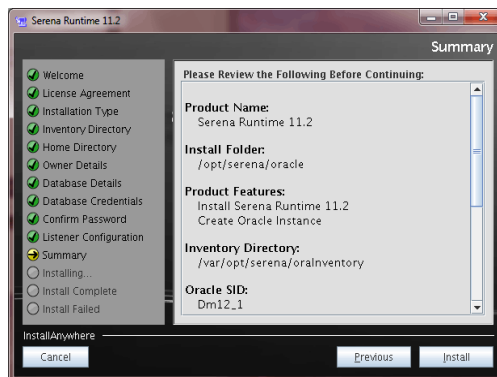 Serena Runtime 11.2
Summary
Welcome
License Agreement
Installation Type
Inventory Directory
Home Directory
Owner Details
Database Details
Database Credentials
Confirm Password
Listener Configuration
Summary
Installing...
Install Complete
Install Failed
Please Review the Following Before Continuing:
Product Name:
Serena Runtime 11.2
Install Folder:
/opt/serena/oracle
Product Features:
Install Serena Runtime 11.2
Create Oracle Instance
Inventory Directory:
/var/opt/serena/oraInventory
Oracle SID:
Dm12_1
InstallAnywhere
Cancel
Previous
Install